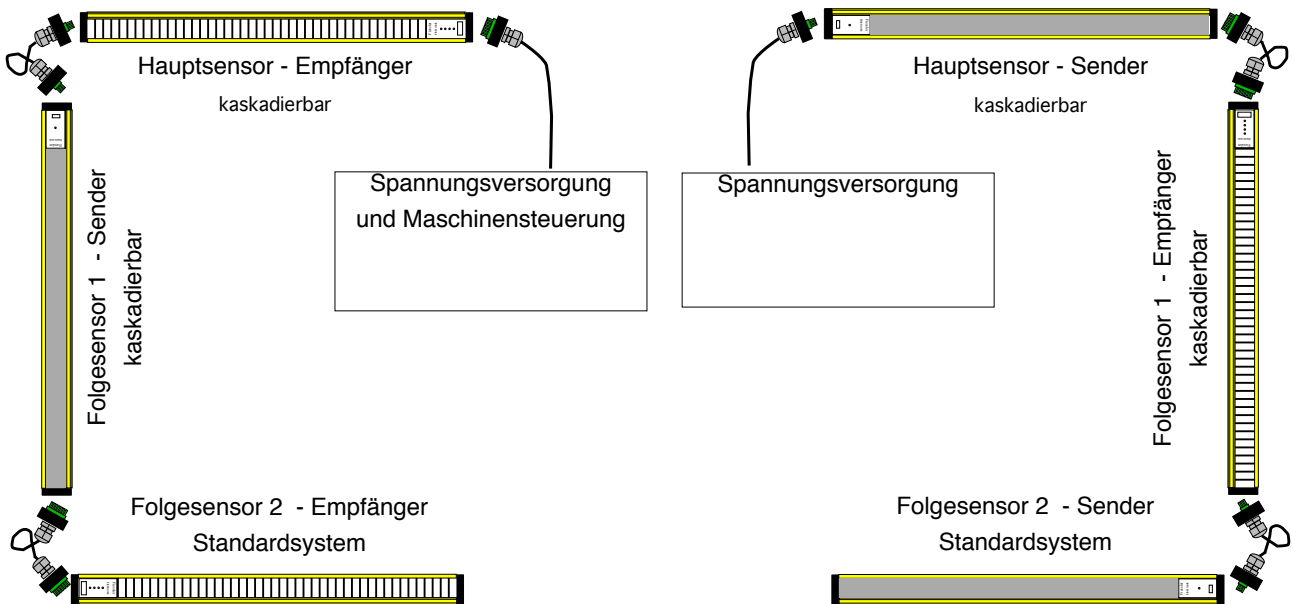 Hauptsensor - Empfänger
kaskadierbar
Hauptsensor - Sender
kaskadierbar
Spannungsversorgung
und Maschinensteuerung
Spannungsversorgung
Folgesensor 1 - Sender
kaskadierbar
Folgesensor 1 - Empfänger
kaskadierbar
Folgesensor 2 - Empfänger
Standardsystem
Folgesensor 2 - Sender
Standardsystem